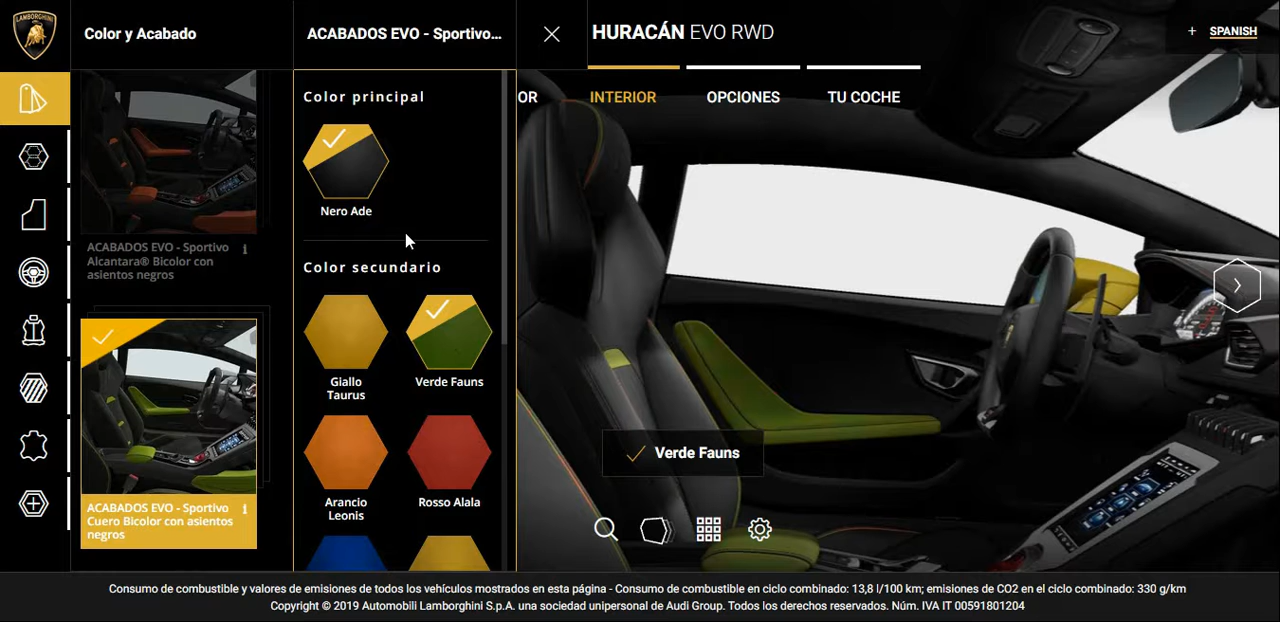 LAMBORGHINI
Color y Acabado
ACABADOS EVO - Sportivo...
HURACÁN EVO RWD
+ SPANISH
OR
INTERIOR
OPCIONES
TU COCHE
ACABADOS EVO - Sportivo
Alcantara® Bicolor con
asientos negros
ACABADOS EVO - Sportivo
Cuero Bicolor con asientos
negros
Color principal
Nero Ade
Color secundario
Giallo
Taurus
Verde Fauns
Arancio
Leonis
Rosso Alala
Verde Fauns
Consumo de combustible y valores de emisiones de todos los vehículos mostrados en esta página - Consumo de combustible en ciclo combinado: 13,8 l/100 km; emisiones de CO2 en el ciclo combinado: 330 g/km
Copyright © 2019 Automobili Lamborghini S.p.A. una sociedad unipersonal de Audi Group. Todos los derechos reservados. Núm. IVA IT 00591801204